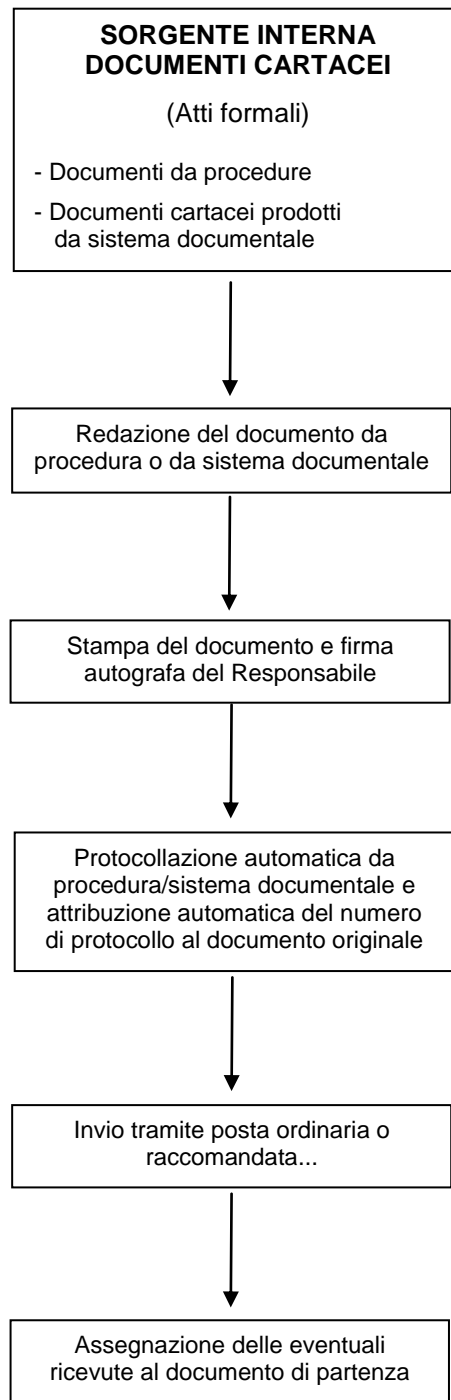 SORGENTE INTERNA
DOCUMENTI CARTACEI
(Atti formali)
- Documenti da procedure
- Documenti cartacei prodotti
da sistema documentale
Redazione del documento da
procedura o da sistema documentale
Stampa del documento e firma
autografa del Responsabile
Protocollazione automatica da
procedura/sistema documentale e
attribuzione automatica del numero
di protocollo al documento originale
Invio tramite posta ordinaria o
raccomandata...
Assegnazione delle eventuali
ricevute al documento di partenza